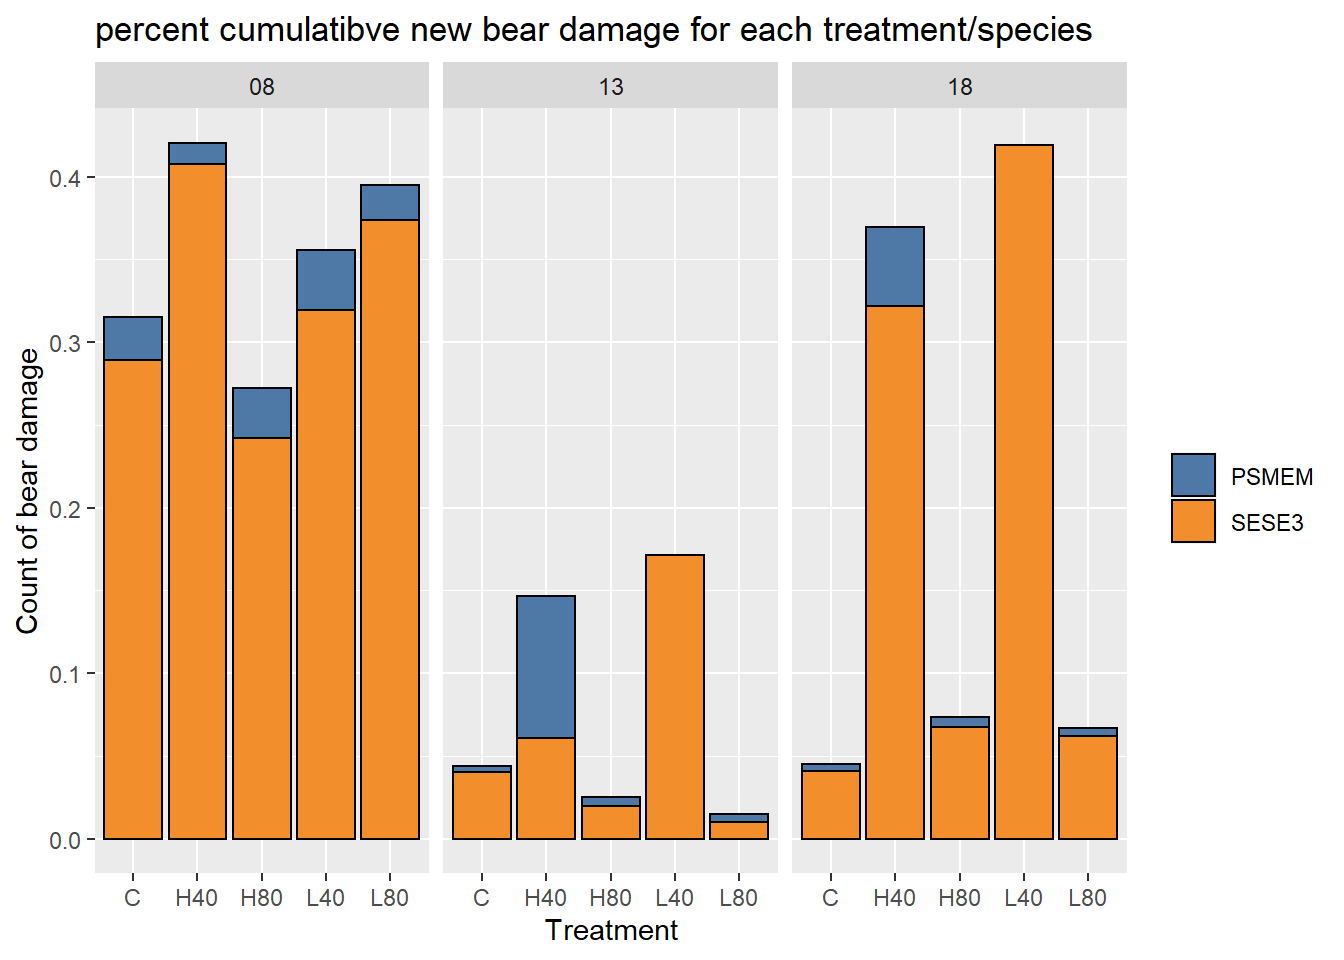 percent cumulatibve new bear damage for each treatment/species
08 13 18
Count of bear damage
0.4
0.3
0.2
0.1
0.0
C H40 H80 L40 L80 C H40 H80 L40 L80 C H40 H80 L40 L80
Treatment
PSMEM
SESE3